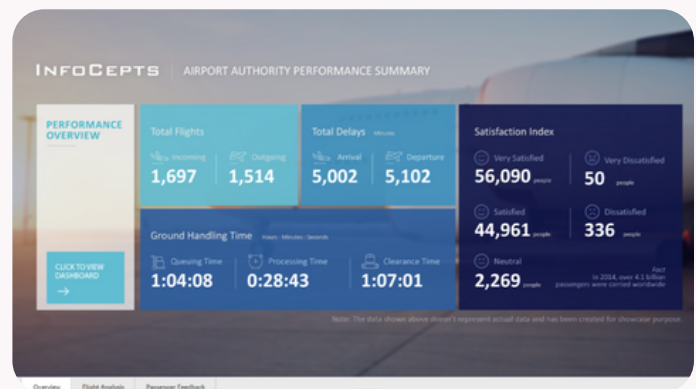 INFOCEPTS
AIRPORT AUTHORITY PERFORMANCE SUMMARY
PERFORMANCE
OVERVIEW
CLICK TO VIEW
DASHBOARD
Total Flights
Incoming
Outgoing
1,697
1,514
Total Delays Minutes
Arrival
Departure
5,002
5,102
Ground Handling Time Hours : Minutes : Seconds
Queuing Time
Processing Time
Clearance Time
1:04:08
0:28:43
1:07:01
Satisfaction Index
Very Satisfied
Very Dissatisfied
56,090 people
50 people
Satisfied
Dissatisfied
44,961 people
336 people
Neutral
2,269 people
Fact
In 2014, over 4.1 billion
passengers were carried worldwide
Note: The data shown above doesn't represent actual data and has been created for showcase purpose.
Overview
Flight Analysis
Passenger Feedback